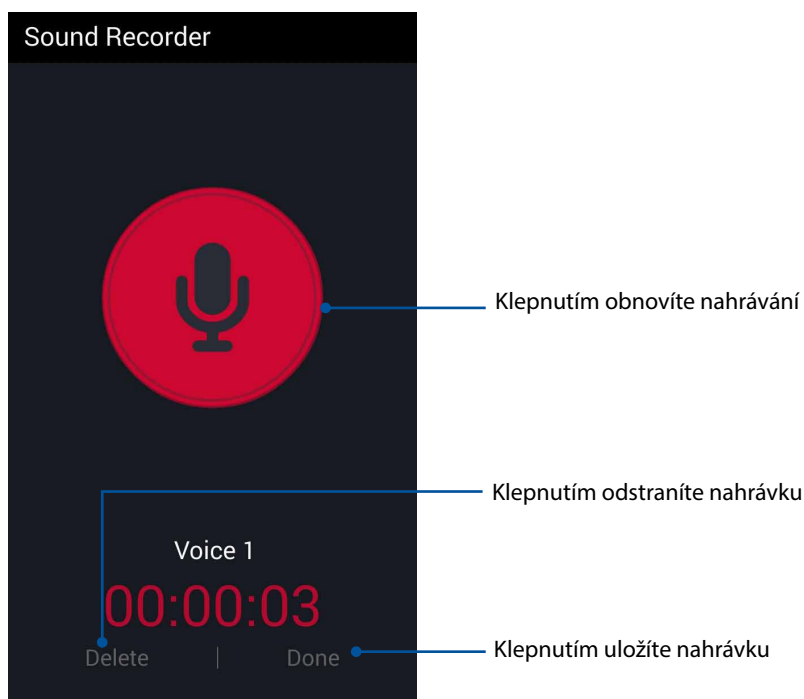 Sound Recorder
Klepnutím obnovíte nahrávání
Klepnutím odstraníte nahrávku
Voice 1
00:00:03
Delete | Done
Klepnutím uložíte nahrávku